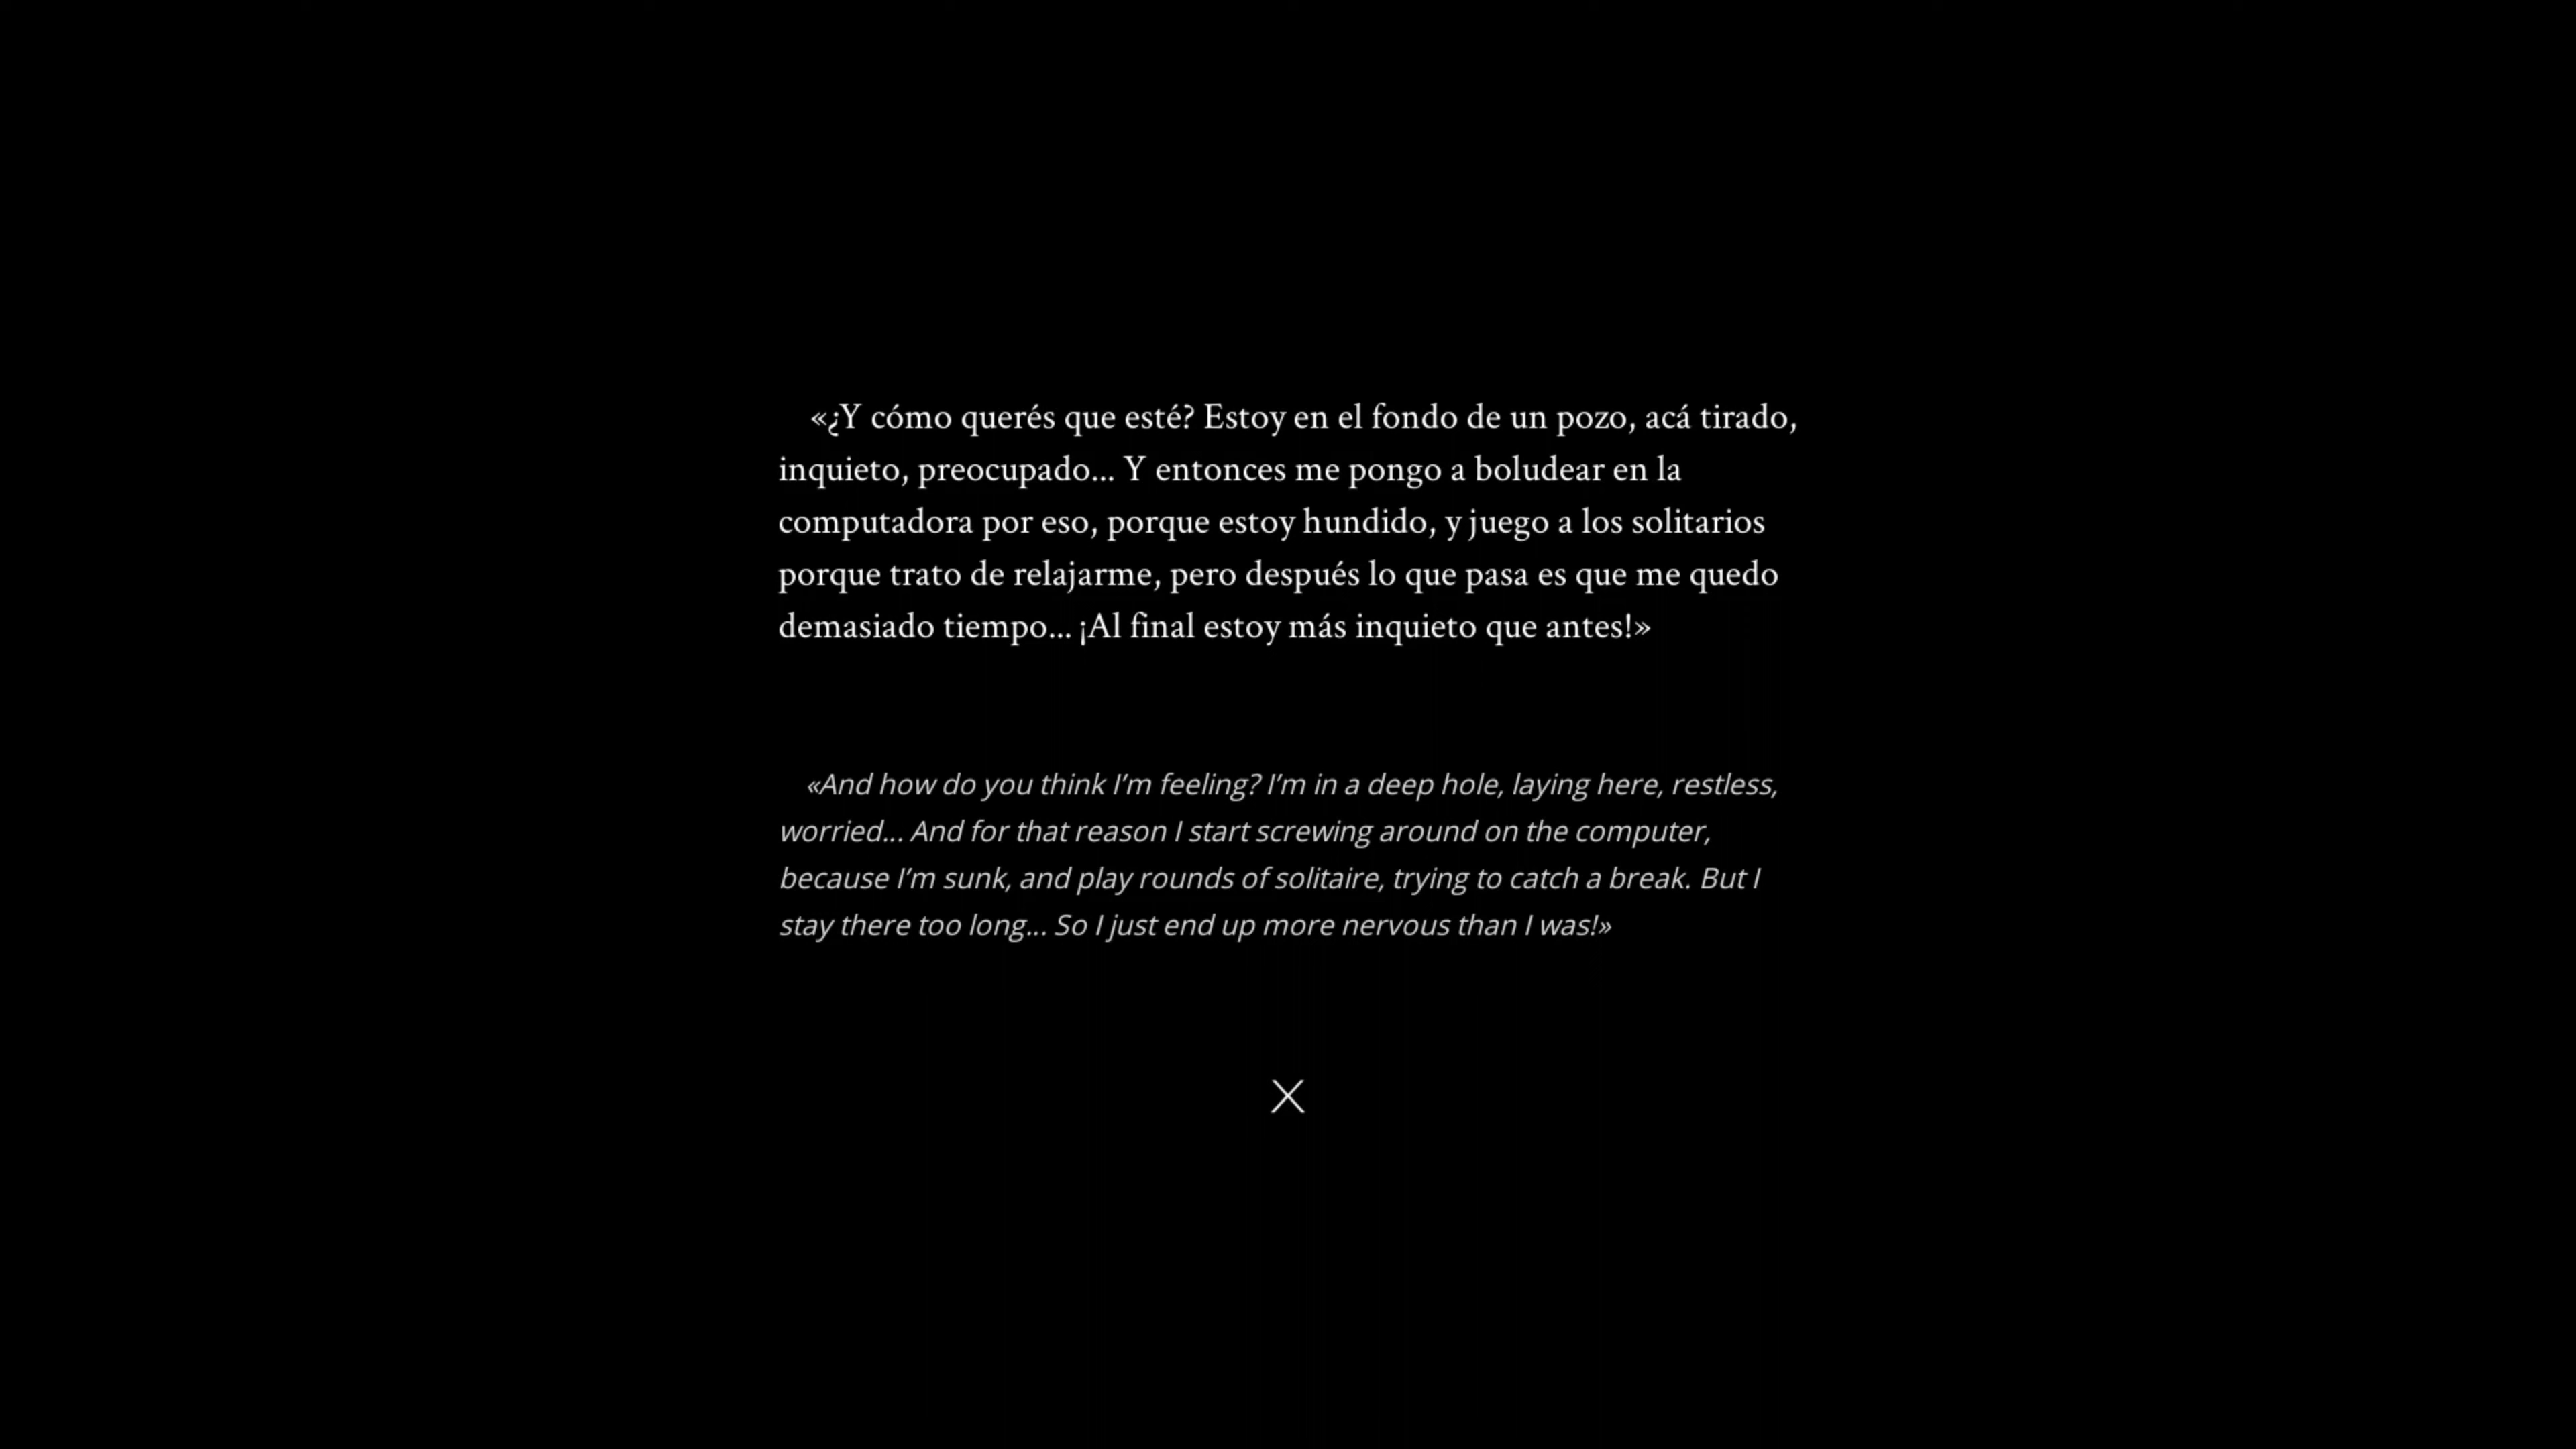 «¿Y cómo querés que esté? Estoy en el fondo de un pozo, acá tirado,
inquieto, preocupado... Y entonces me pongo a boludear en la
computadora por eso, porque estoy hundido, y juego a los solitarios
porque trato de relajarme, pero después lo que pasa es que me quedo
demasiado tiempo... ¡Al final estoy más inquieto que antes!»
«And how do you think I’m feeling? I’m in a deep hole, laying here, restless,
worried... And for that reason I start screwing around on the computer,
because I’m sunk, and play rounds of solitaire, trying to catch a break. But I
stay there too long... So I just end up more nervous than I was!»